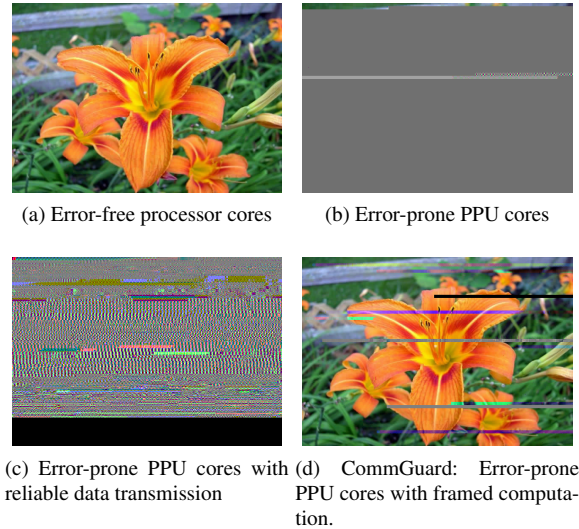 (a) Error-free processor cores
(b) Error-prone PPU cores
(c) Error-prone PPU cores with
reliable data transmission
(d) CommGuard: Error-prone
PPU cores with framed computa-
tion.